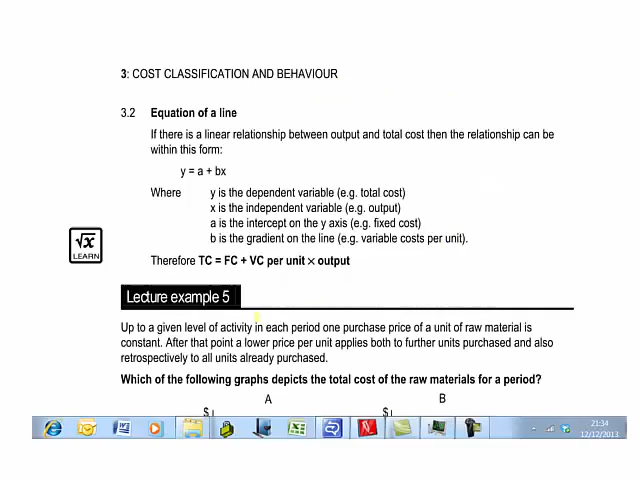 3: COST CLASSIFICATION AND BEHAVIOUR
3.2 Equation of a line
If there is a linear relationship between output and total cost then the relationship can be
within this form:
y = a + bx
Where y is the dependent variable (e.g. total cost)
x is the independent variable (e.g. output)
a is the intercept on the y axis (e.g. fixed cost)
b is the gradient on the line (e.g. variable costs per unit).
√x
LEARN
Therefore TC = FC + VC per unit × output
Lecture example 5
Up to a given level of activity in each period one purchase price of a unit of raw material is
constant. After that point a lower price per unit applies both to further units purchased and also
retrospectively to all units already purchased.
Which of the following graphs depicts the total cost of the raw materials for a period?
A B
$ $
21:34
12/12/2013